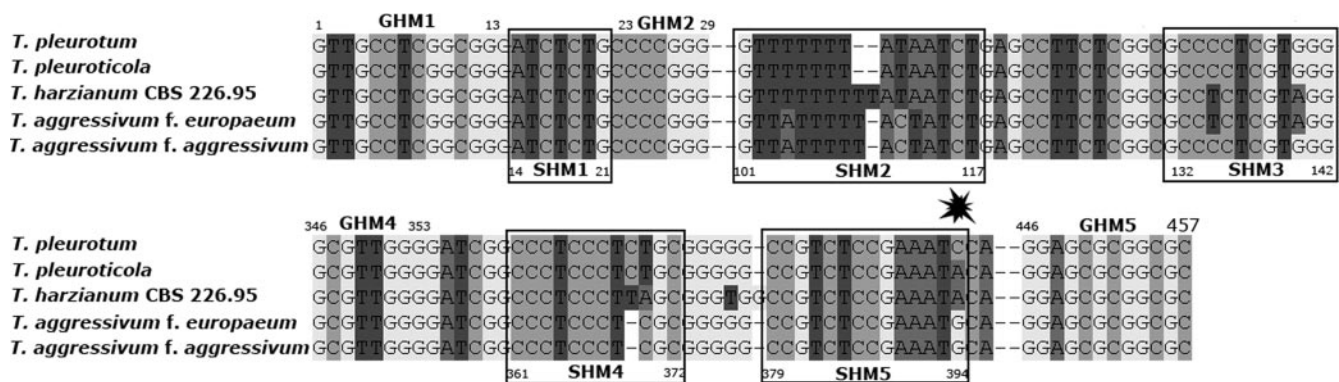 GHM1 GHM2
1 13 23 29
T. pleurotum GTTGCCTCGGCGGGATCTCTGCCCCGGG--GTTTTTTT--ATAATCTGAGCCTTCTCGGCGCCCCTCGTGGG
T. pleuroticola GTTGCCTCGGCGGGATCTCTGCCCCGGG--GTTTTTTT--ATAATCTGAGCCTTCTCGGCGCCCCTCGTGGG
T. harzianum CBS 226.95 GTTGCCTCGGCGGGATCTCTGCCCCGGG--GTTTTTTTTTATAATCTGAGCCTTCTCGGCGCCTCTCGTAGG
T. aggressivum f. europaeum GTTGCCTCGGCGGGATCTCTGCCCCGGG--GTTATTTTT-ACTATCTGAGCCTTCTCGGCGCCTCTCGTAGG
T. aggressivum f. aggressivum GTTGCCTCGGCGGGATCTCTGCCCCGGG--GTTATTTTT-ACTATCTGAGCCTTCTCGGCGCCCCTCGTGGG
14 SHM1 21 101 SHM2 117 132 SHM3 142
346 GHM4 353 446 GHM5 457
T. pleurotum GCGTTGGGGATCGGCCCTCCCTCTGCGGGGG-CCGTCTCCGAAATCCA--GGAGCGCGGCGC
T. pleuroticola GCGTTGGGGATCGGCCCTCCCTCTGCGGGGG-CCGTCTCCGAAATACA--GGAGCGCGGCGC
T. harzianum CBS 226.95 GCGTTGGGGATCGGCCCTCCCTTAGCGGGTGGCCGTCTCCGAAATACA--GGAGCGCGGCGC
T. aggressivum f. europaeum GCGTTGGGGATCGGCCCTCCCT-CGCGGGGG-CCGTCTCCGAAATGCA--GGAGCGCGGCGC
T. aggressivum f. aggressivum GCGTTGGGGATCGGCCCTCCCT-CGCGGGGG-CCGTCTCCGAAATGCA--GGAGCGCGGCGC
361 SHM4 372 379 SHM5 394